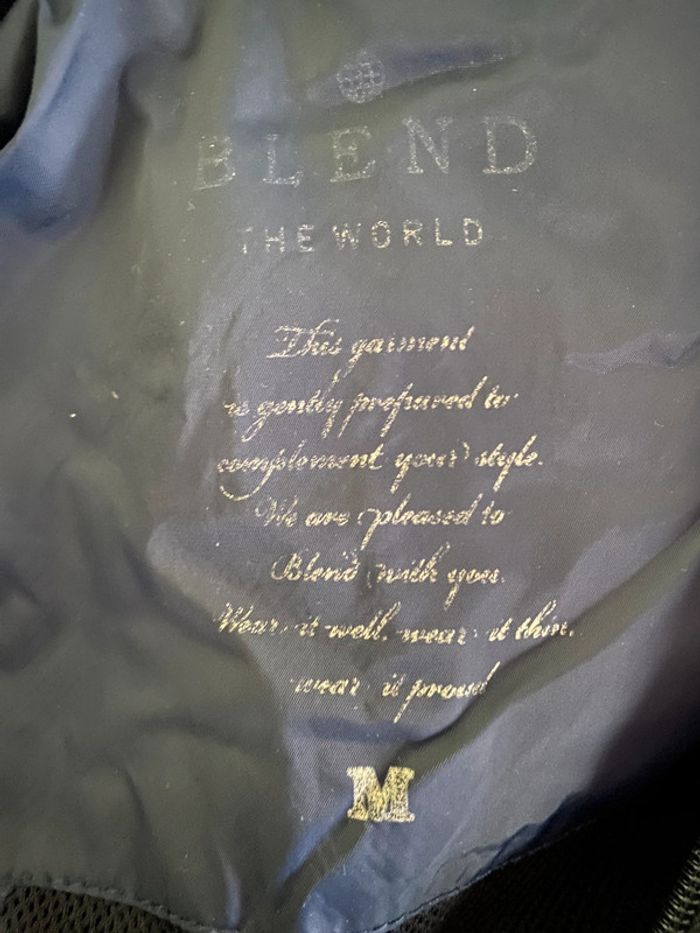 BLEND
THE WORLD
This garment
is gently prepared to
complement your style.
We are pleased to
Blend with you.
Wear it well, wear it thin,
wear it proud
M